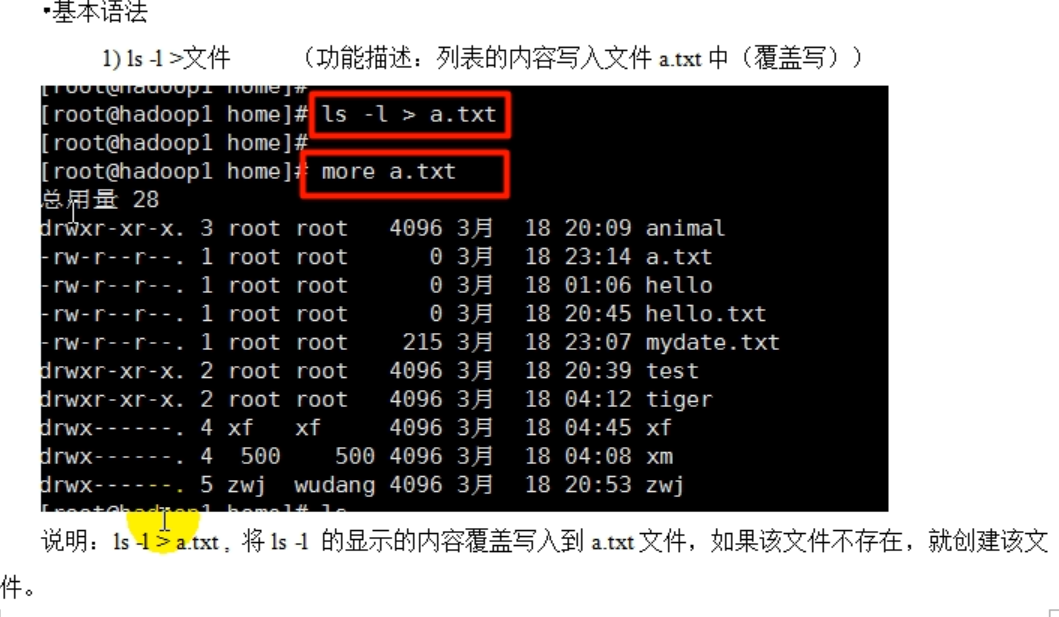 •基本语法
1) ls -l >文件 （功能描述：列表的内容写入文件 a.txt 中（覆盖写））
[root@hadoop1 home]#
[root@hadoop1 home]# ls -l > a.txt
[root@hadoop1 home]#
[root@hadoop1 home]# more a.txt
总用量 28
drwxr-xr-x. 3 root root 4096 3月 18 20:09 animal
-rw-r--r--. 1 root root 0 3月 18 23:14 a.txt
-rw-r--r--. 1 root root 0 3月 18 01:06 hello
-rw-r--r--. 1 root root 0 3月 18 20:45 hello.txt
-rw-r--r--. 1 root root 215 3月 18 23:07 mydate.txt
drwxr-xr-x. 2 root root 4096 3月 18 20:39 test
drwxr-xr-x. 2 root root 4096 3月 18 04:12 tiger
drwx------. 4 xf xf 4096 3月 18 04:45 xf
drwx------. 4 500 500 4096 3月 18 04:08 xm
drwx------. 5 zwj wudang 4096 3月 18 20:53 zwj
[root@hadoop1 home]# ls
说明：ls -l > a.txt , 将 ls -l 的显示的内容覆盖写入到 a.txt 文件，如果该文件不存在，就创建该文
件。